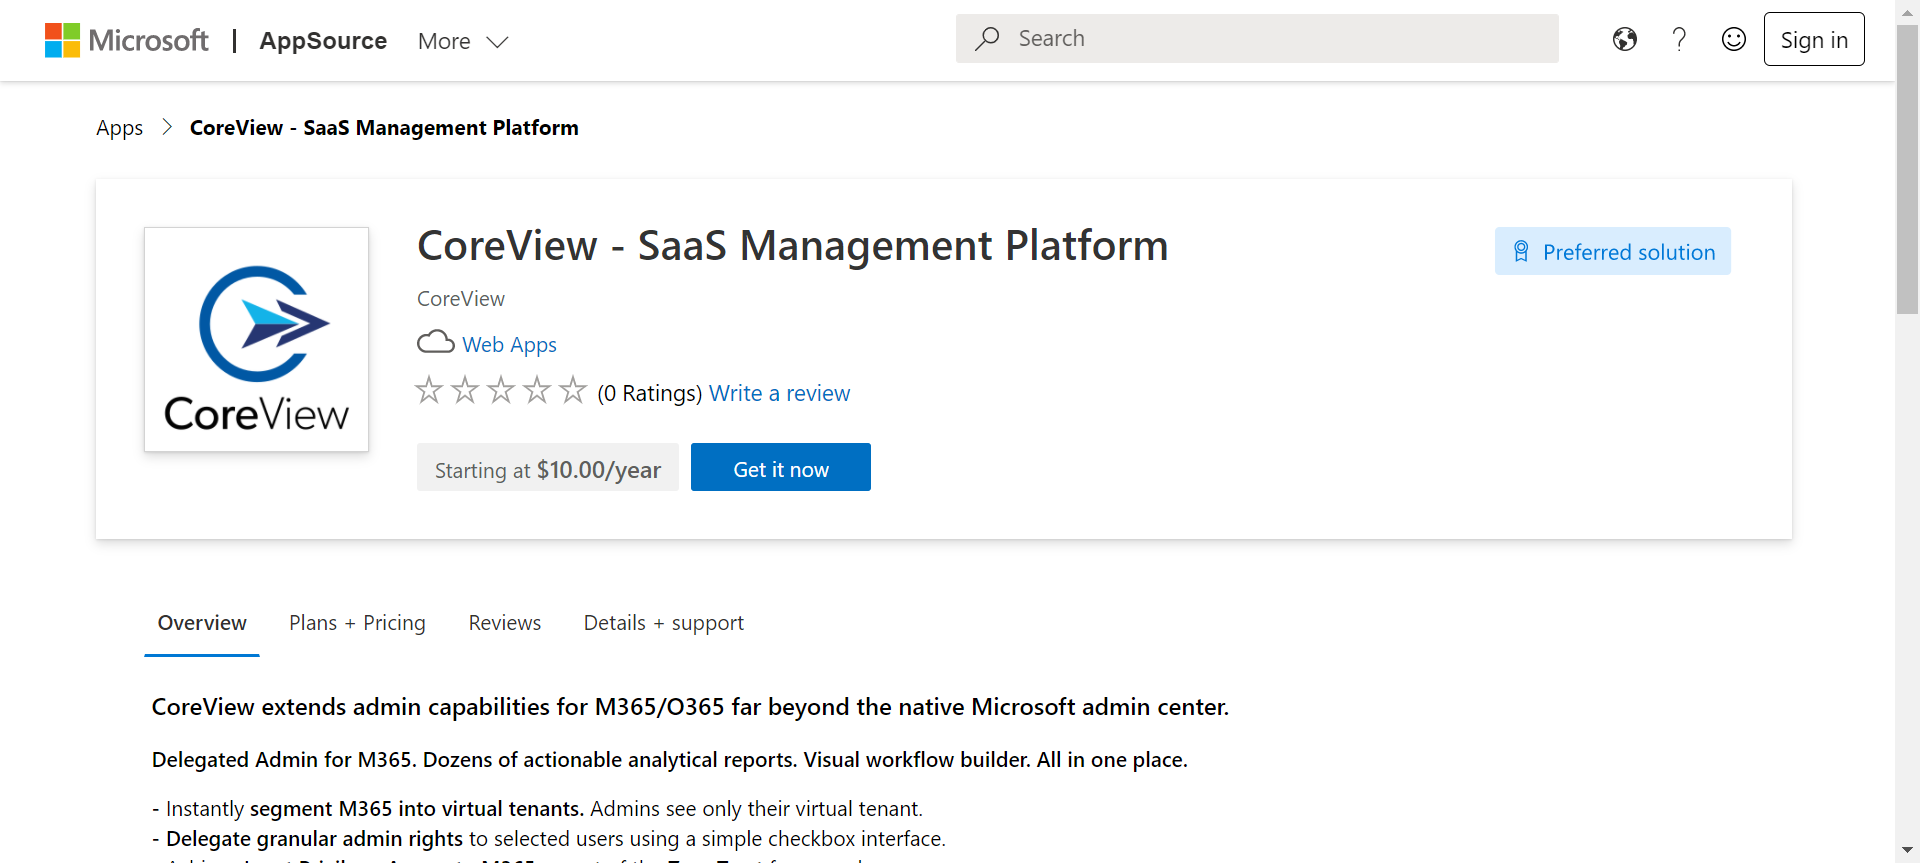 Microsoft | AppSource More Search ? Sign in
Apps > CoreView - SaaS Management Platform
CoreView - SaaS Management Platform
Preferred solution
CoreView
CoreView
Web Apps
(0 Ratings) Write a review
Starting at $10.00/year Get it now
Overview Plans + Pricing Reviews Details + support
CoreView extends admin capabilities for M365/O365 far beyond the native Microsoft admin center.
Delegated Admin for M365. Dozens of actionable analytical reports. Visual workflow builder. All in one place.
- Instantly segment M365 into virtual tenants. Admins see only their virtual tenant.
- Delegate granular admin rights to selected users using a simple checkbox interface.